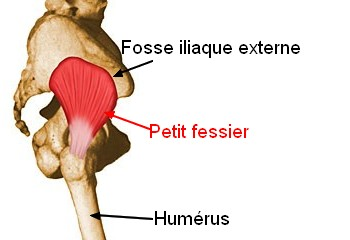 Fosse iliaque externe
Petit fessier
Humérus